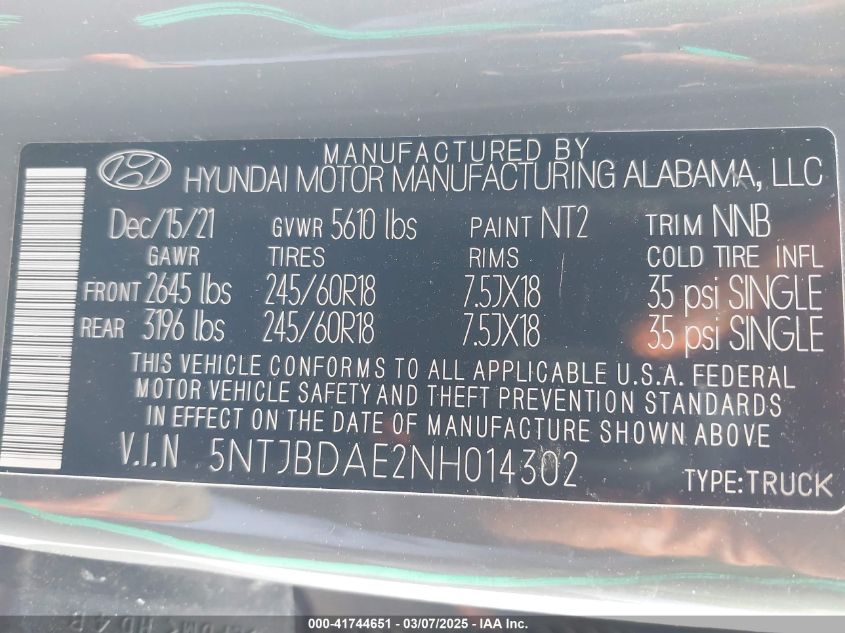 MANUFACTURED BY
HYUNDAI MOTOR MANUFACTURING ALABAMA, LLC
Dec/15/21 GVWR 5610 lbs PAINT NT2 TRIM NNB
GAWR TIRES RIMS COLD TIRE INFL
FRONT 2645 lbs 245/60R18 7.5JX18 35 psi SINGLE
REAR 3196 lbs 245/60R18 7.5JX18 35 psi SINGLE
THIS VEHICLE CONFORMS TO ALL APPLICABLE U.S.A. FEDERAL
MOTOR VEHICLE SAFETY AND THEFT PREVENTION STANDARDS
IN EFFECT ON THE DATE OF MANUFACTURE SHOWN ABOVE
V.I.N 5NTJBDAE2NH014302 TYPE:TRUCK
000-41744651 - 03/07/2025 - IAA Inc.